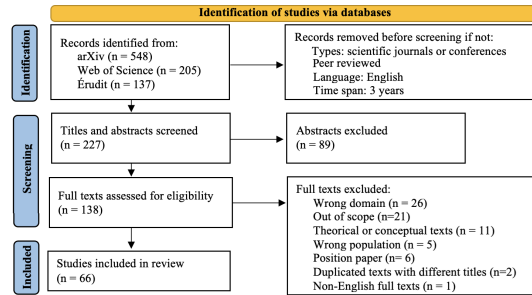 Identification of studies via databases
Identification
Records identified from:
arXiv (n = 548)
Web of Science (n = 205)
Érudit (n = 137)
Records removed before screening if not:
Types: scientific journals or conferences
Peer reviewed
Language: English
Time span: 3 years
Screening
Titles and abstracts screened
(n = 227)
Abstracts excluded
(n = 89)
Full texts assessed for eligibility
(n = 138)
Full texts excluded:
Wrong domain (n = 26)
Out of scope (n=21)
Theorical or conceptual texts (n = 11)
Wrong population (n = 5)
Position paper (n= 6)
Duplicated texts with different titles (n=2)
Non-English full texts (n = 1)
Included
Studies included in review
(n = 66)